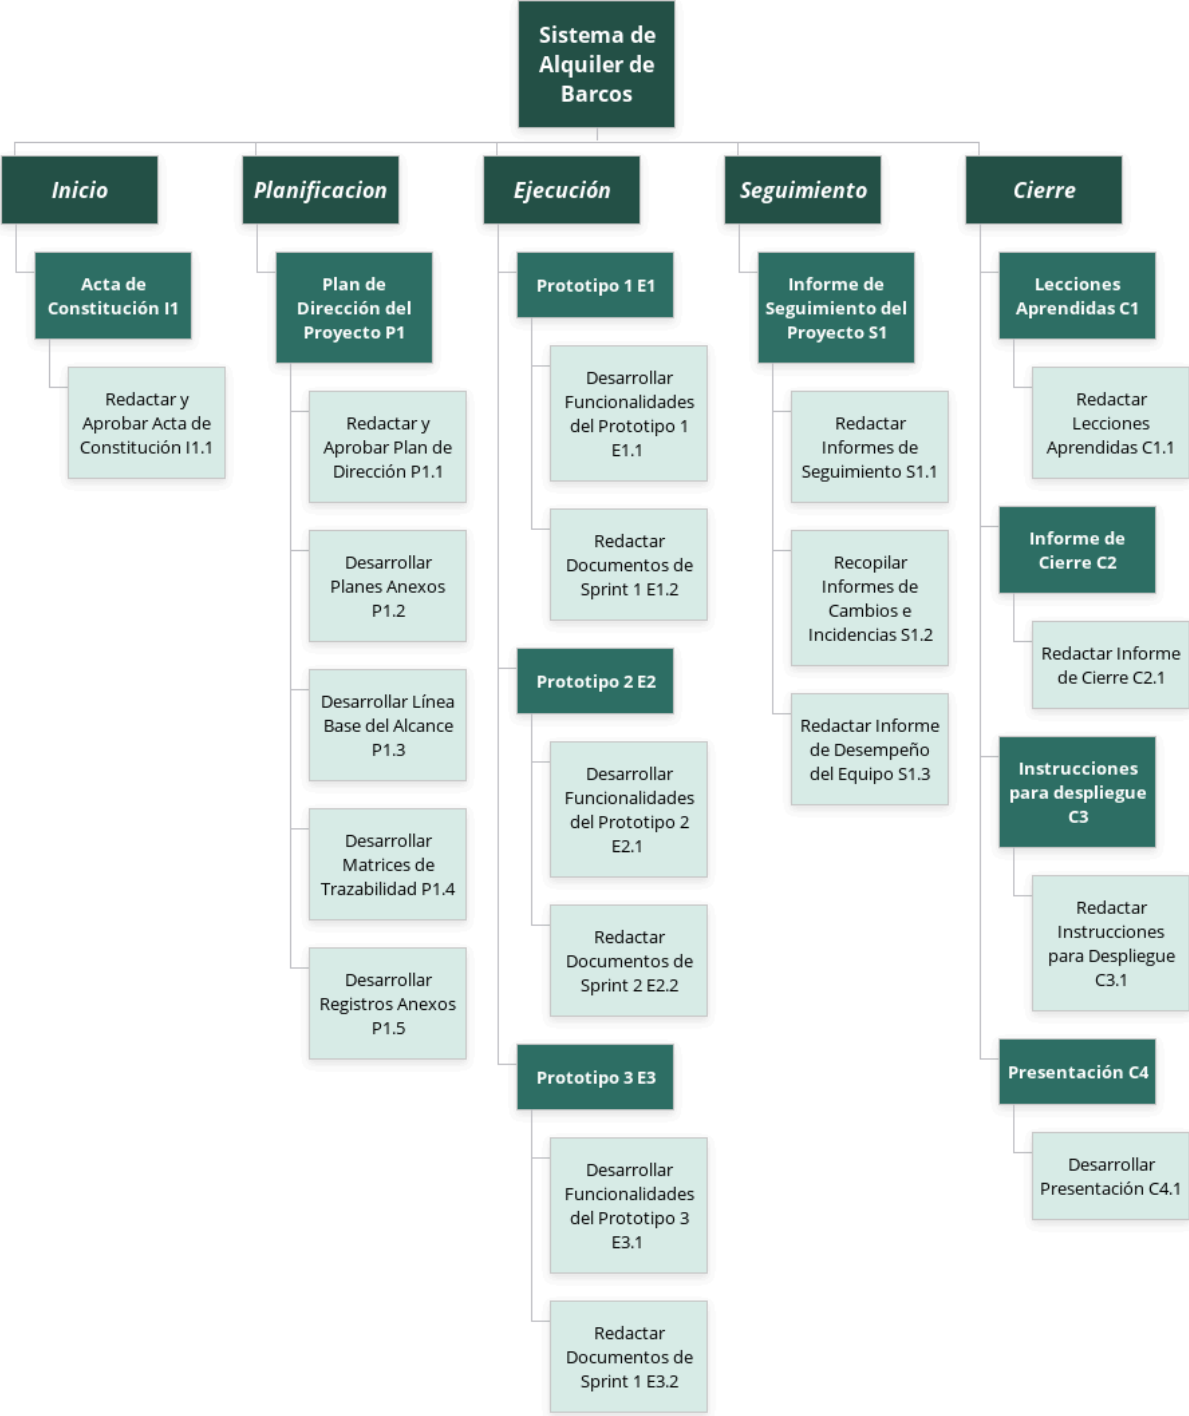 Sistema de
Alquiler de
Barcos
Inicio
Acta de
Constitución I1
Redactar y
Aprobar Acta de
Constitución I1.1
Planificacion
Plan de
Dirección del
Proyecto P1
Redactar y
Aprobar Plan de
Dirección P1.1
Desarrollar
Planes Anexos
P1.2
Desarrollar Línea
Base del Alcance
P1.3
Desarrollar
Matrices de
Trazabilidad P1.4
Desarrollar
Registros Anexos
P1.5
Ejecución
Prototipo 1 E1
Desarrollar
Funcionalidades
del Prototipo 1
E1.1
Redactar
Documentos de
Sprint 1 E1.2
Prototipo 2 E2
Desarrollar
Funcionalidades
del Prototipo 2
E2.1
Redactar
Documentos de
Sprint 2 E2.2
Prototipo 3 E3
Desarrollar
Funcionalidades
del Prototipo 3
E3.1
Redactar
Documentos de
Sprint 1 E3.2
Seguimiento
Informe de
Seguimiento del
Proyecto S1
Redactar
Informes de
Seguimiento S1.1
Recopilar
Informes de
Cambios e
Incidencias S1.2
Redactar Informe
de Desempeño
del Equipo S1.3
Cierre
Lecciones
Aprendidas C1
Redactar
Lecciones
Aprendidas C1.1
Informe de
Cierre C2
Redactar Informe
de Cierre C2.1
Instrucciones
para despliegue
C3
Redactar
Instrucciones
para Despliegue
C3.1
Presentación C4
Desarrollar
Presentación C4.1